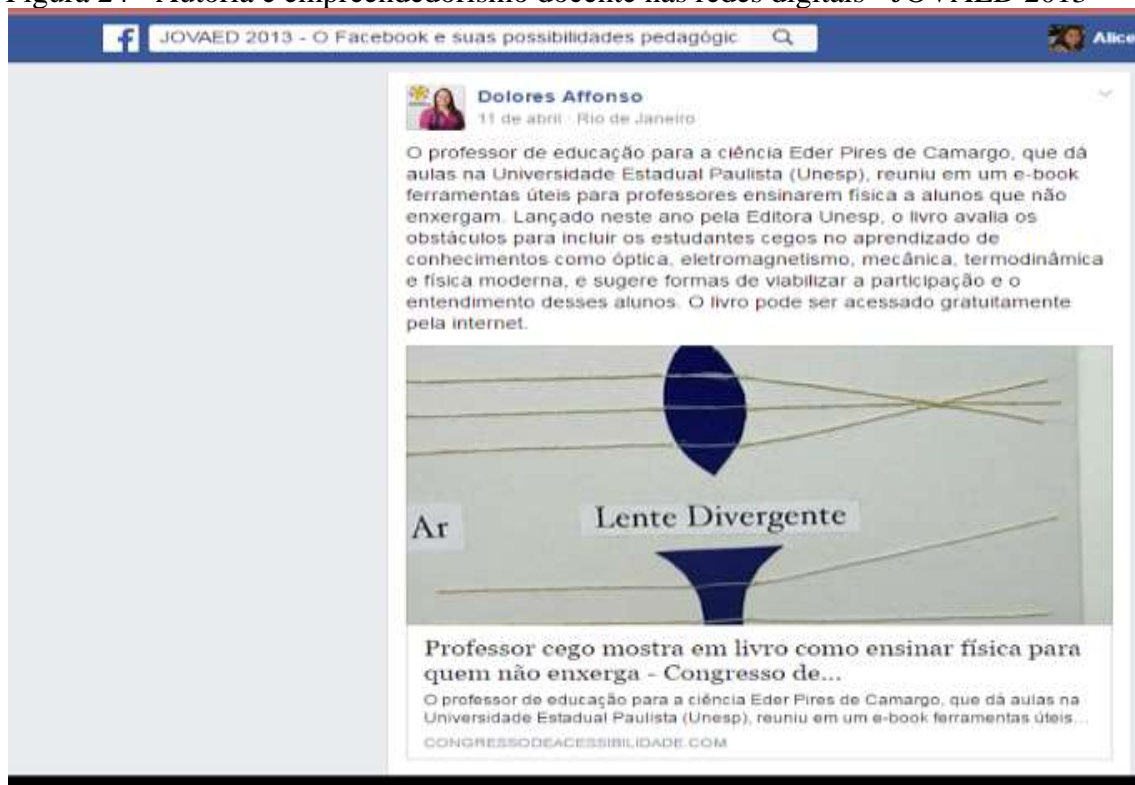 Figura 24 - Autoria e empreendedorismo docente nas redes digitais - JOVAED 2013
f JOVAED 2013 - O Facebook e suas possibilidades pedagógic
Alice
Dolores Affonso
11 de abril · Rio de Janeiro
O professor de educação para a ciência Eder Pires de Camargo, que dá
aulas na Universidade Estadual Paulista (Unesp), reuniu em um e-book
ferramentas úteis para professores ensinarem física a alunos que não
enxergam. Lançado neste ano pela Editora Unesp, o livro avalia os
obstáculos para incluir os estudantes cegos no aprendizado de
conhecimentos como óptica, eletromagnetismo, mecânica, termodinâmica
e física moderna, e sugere formas de viabilizar a participação e o
entendimento desses alunos. O livro pode ser acessado gratuitamente
pela internet.
Ar
Lente Divergente
Professor cego mostra em livro como ensinar física para
quem não enxerga - Congresso de...
O professor de educação para a ciência Eder Pires de Camargo, que dá aulas na
Universidade Estadual Paulista (Unesp), reuniu em um e-book ferramentas úteis...
CONGRESSODEACESSIBILIDADE.COM